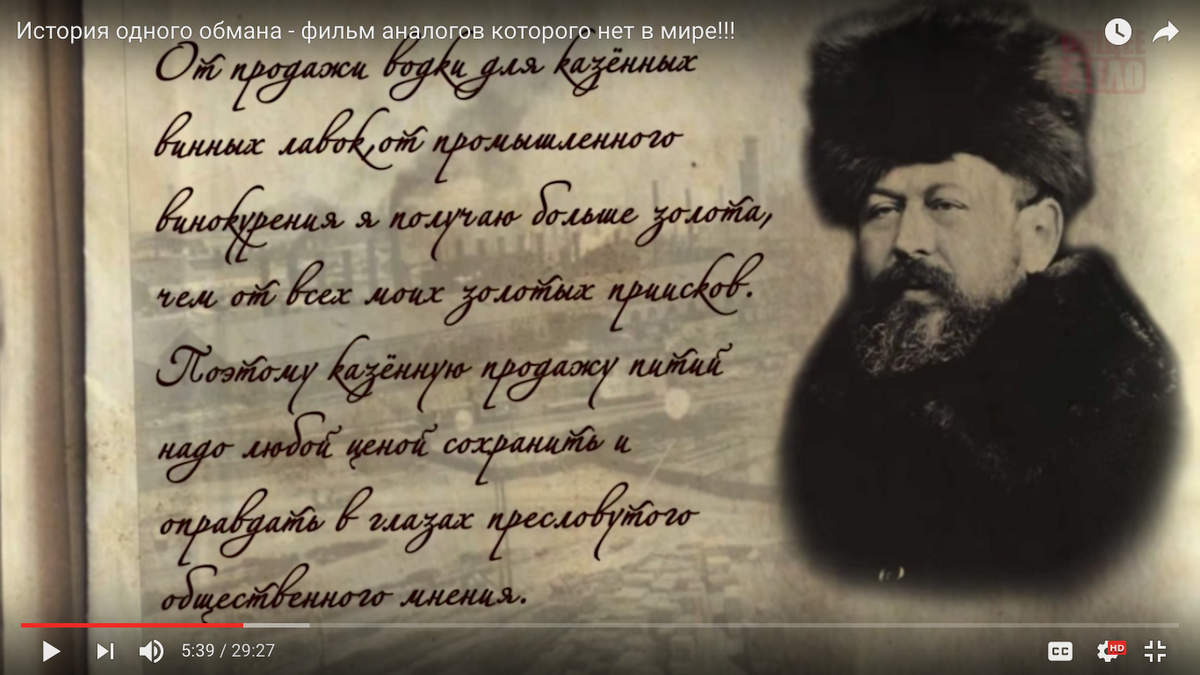 История одного обмана - фильм аналогов которого нет в мире!!!
От продажи водки для казённых
винных лавок,от промышленного
винокурения я получаю больше золота,
чем от всех моих золотых приисков.
Поэтому казённую продажу питий
надо любой ценой сохранить и
оправдать в глазах пресловутого
общественного мнения.
5:39 / 29:27
CC
HD